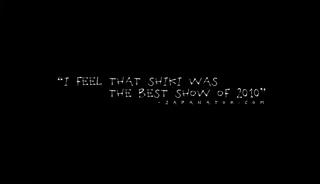 “I FEEL THAT SHIKI WAS
THE BEST SHOW OF 2010”
-JAPANATOR.COM